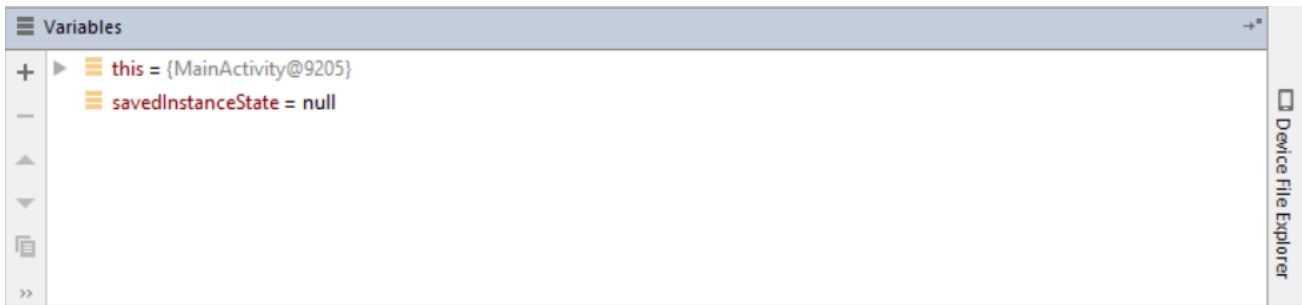 Variables
this = {MainActivity@9205}
savedInstanceState = null
Device File Explorer